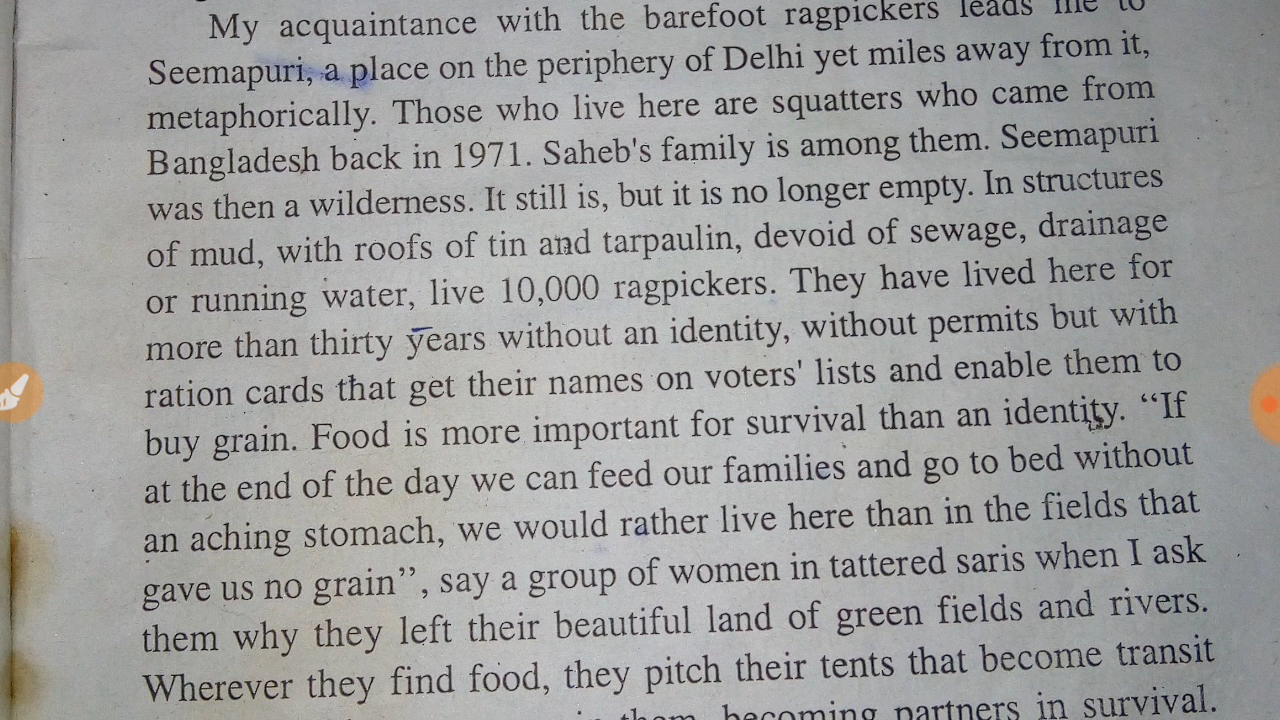 My acquaintance with the barefoot ragpickers leads me to
Seemapuri, a place on the periphery of Delhi yet miles away from it,
metaphorically. Those who live here are squatters who came from
Bangladesh back in 1971. Saheb's family is among them. Seemapuri
was then a wilderness. It still is, but it is no longer empty. In structures
of mud, with roofs of tin and tarpaulin, devoid of sewage, drainage
or running water, live 10,000 ragpickers. They have lived here for
more than thirty years without an identity, without permits but with
ration cards that get their names on voters' lists and enable them to
buy grain. Food is more important for survival than an identity. “If
at the end of the day we can feed our families and go to bed without
an aching stomach, we would rather live here than in the fields that
gave us no grain”, say a group of women in tattered saris when I ask
them why they left their beautiful land of green fields and rivers.
Wherever they find food, they pitch their tents that become transit
in them, becoming partners in survival.